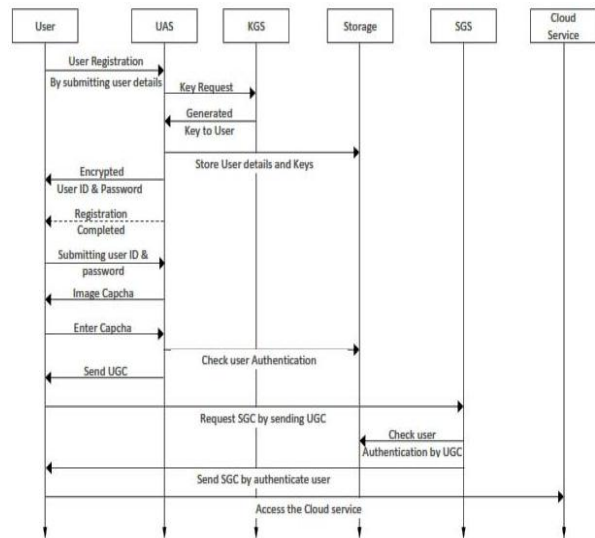 User
UAS
KGS
Storage
SGS
Cloud
Service
User Registration
By submitting user details
Key Request
Generated
Key to User
Store User details and Keys
Encrypted
User ID & Password
Registration
Completed
Submitting user ID &
password
Image Capcha
Enter Capcha
Check user Authentication
Send UGC
Request SGC by sending UGC
Check user
Authentication by UGC
Send SGC by authenticate user
Access the Cloud service